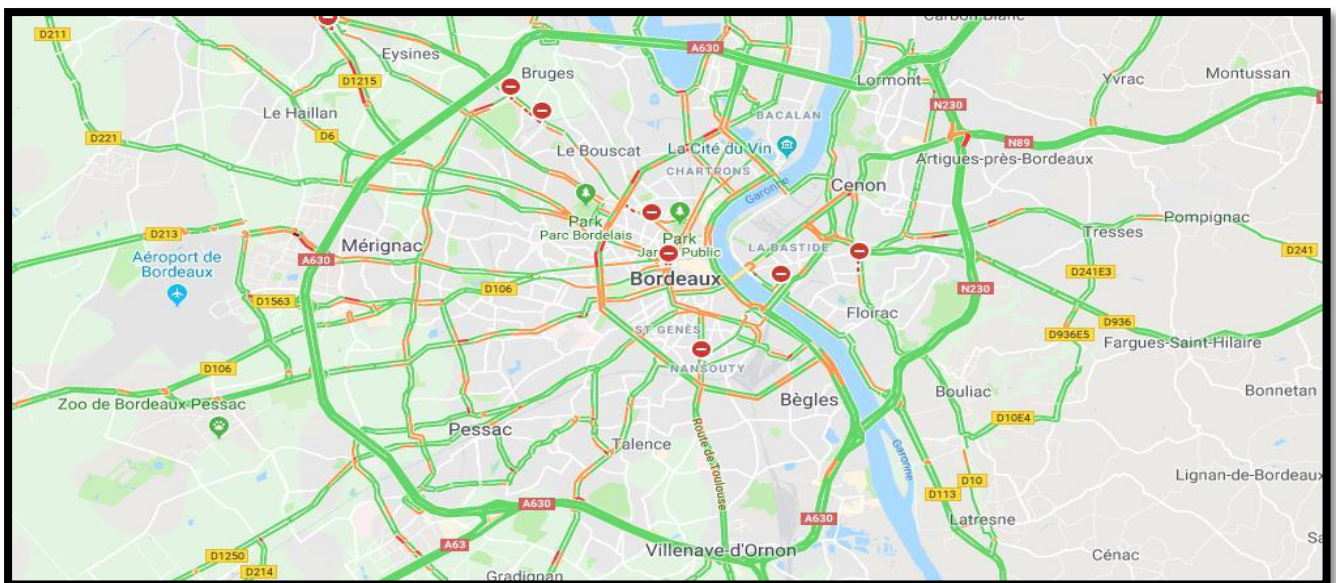 Carbon-Blanc
D211
Eysines
A630
Bruges
D1215
Lormont
Yvrac
Montussan
Le Haillan
N230
BACALAN
D221
D6
Le Bouscat
La Cité du Vin
N89
Artigues-près-Bordeaux
CHARTRONS
Cenon
Garonne
Park
Parc Bordelais
Park
Public
Pompignac
D213
Tresses
Mérignac
LA BASTIDE
D241
Aéroport de
Bordeaux
A630
Bordeaux
D241E3
D1563
D106
N230
Floirac
ST GENÈS
D936
D936E5
Fargues-Saint-Hilaire
D106
NANSOUTY
Bouliac
Bonnetan
Zoo de Bordeaux Pessac
Bègles
D10E4
Pessac
Talence
Route de Toulouse
Garonne
Lignan-de-Bordeaux
D10
D113
A630
A630
Latresne
A63
Villenave-d'Ornon
D1250
Cénac
D214
Gradignan